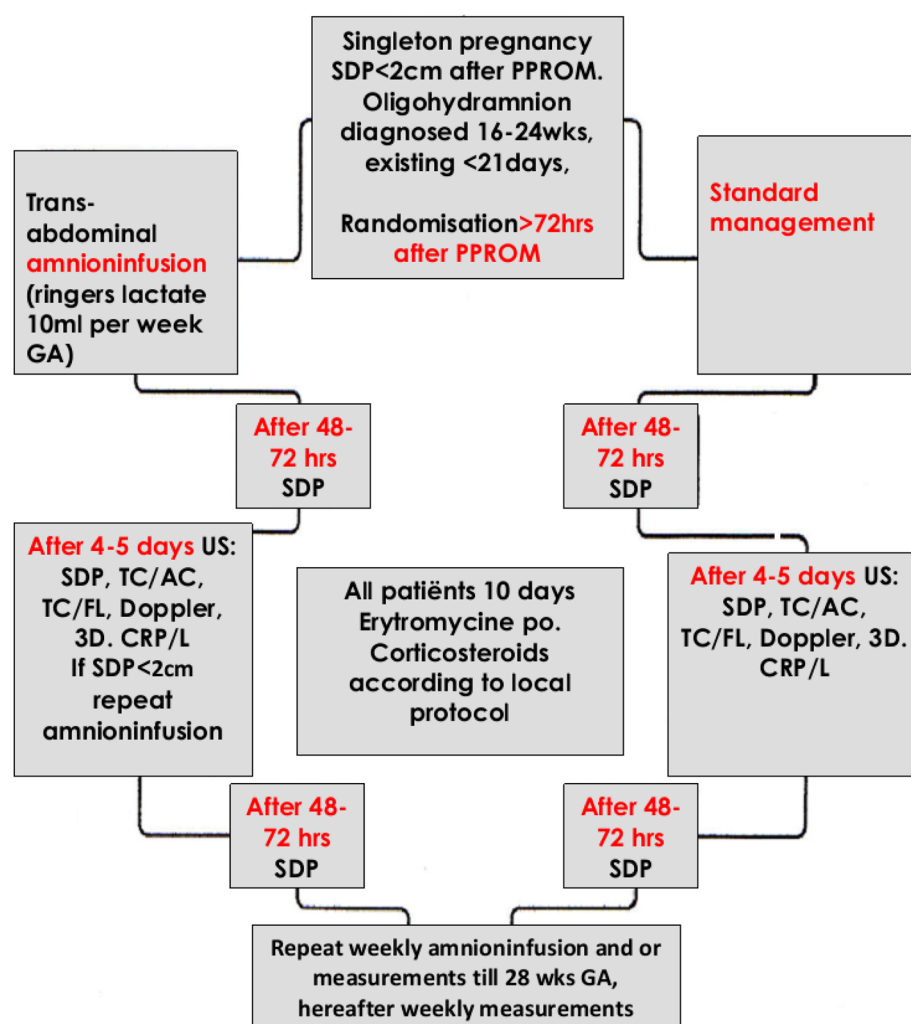 Singleton pregnancy
SDP<2cm after PPROM.
Oligohydramnion
diagnosed 16-24wks,
existing <21days,
Randomisation>72hrs
after PPROM
Trans-
abdominal
amnioninfusion
(ringers lactate
10ml per week
GA)
Standard
management
After 48-
72 hrs
SDP
After 48-
72 hrs
SDP
After 4-5 days US:
SDP, TC/AC,
TC/FL, Doppler,
3D. CRP/L
If SDP<2cm
repeat
amnioninfusion
All patiënts 10 days
Erytromycine po.
Corticosteroids
according to local
protocol
After 4-5 days US:
SDP, TC/AC,
TC/FL, Doppler, 3D.
CRP/L
After 48-
72 hrs
SDP
After 48-
72 hrs
SDP
Repeat weekly amnioninfusion and or
measurements till 28 wks GA,
hereafter weekly measurements